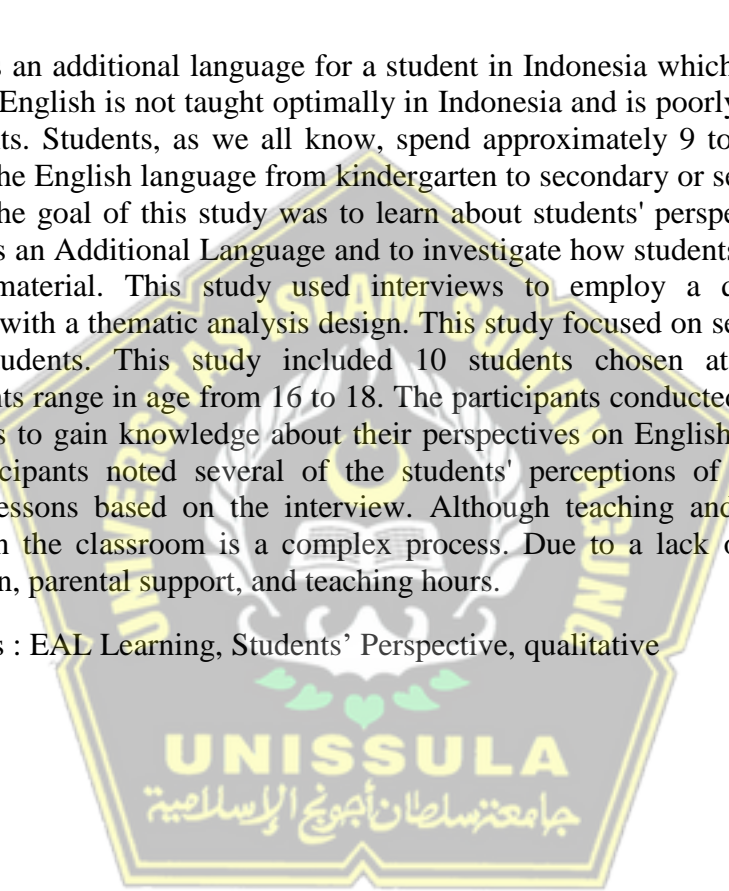 s an additional language for a student in Indonesia which
English is not taught optimally in Indonesia and is poorly
ts. Students, as we all know, spend approximately 9 to
he English language from kindergarten to secondary or se
he goal of this study was to learn about students' perspe
s an Additional Language and to investigate how students
material. This study used interviews to employ a
with a thematic analysis design. This study focused on se
udents. This study included 10 students chosen at
nts range in age from 16 to 18. The participants conducted
s to gain knowledge about their perspectives on English
cipants noted several of the students' perceptions of
essons based on the interview. Although teaching and
n the classroom is a complex process. Due to a lack o
n, parental support, and teaching hours.
s : EAL Learning, Students’ Perspective, qualitative
UNIVERSITAS ISLAM SULTAN AGUNG
UNISSULA
جامعة سلطان أجونج الإسلامية